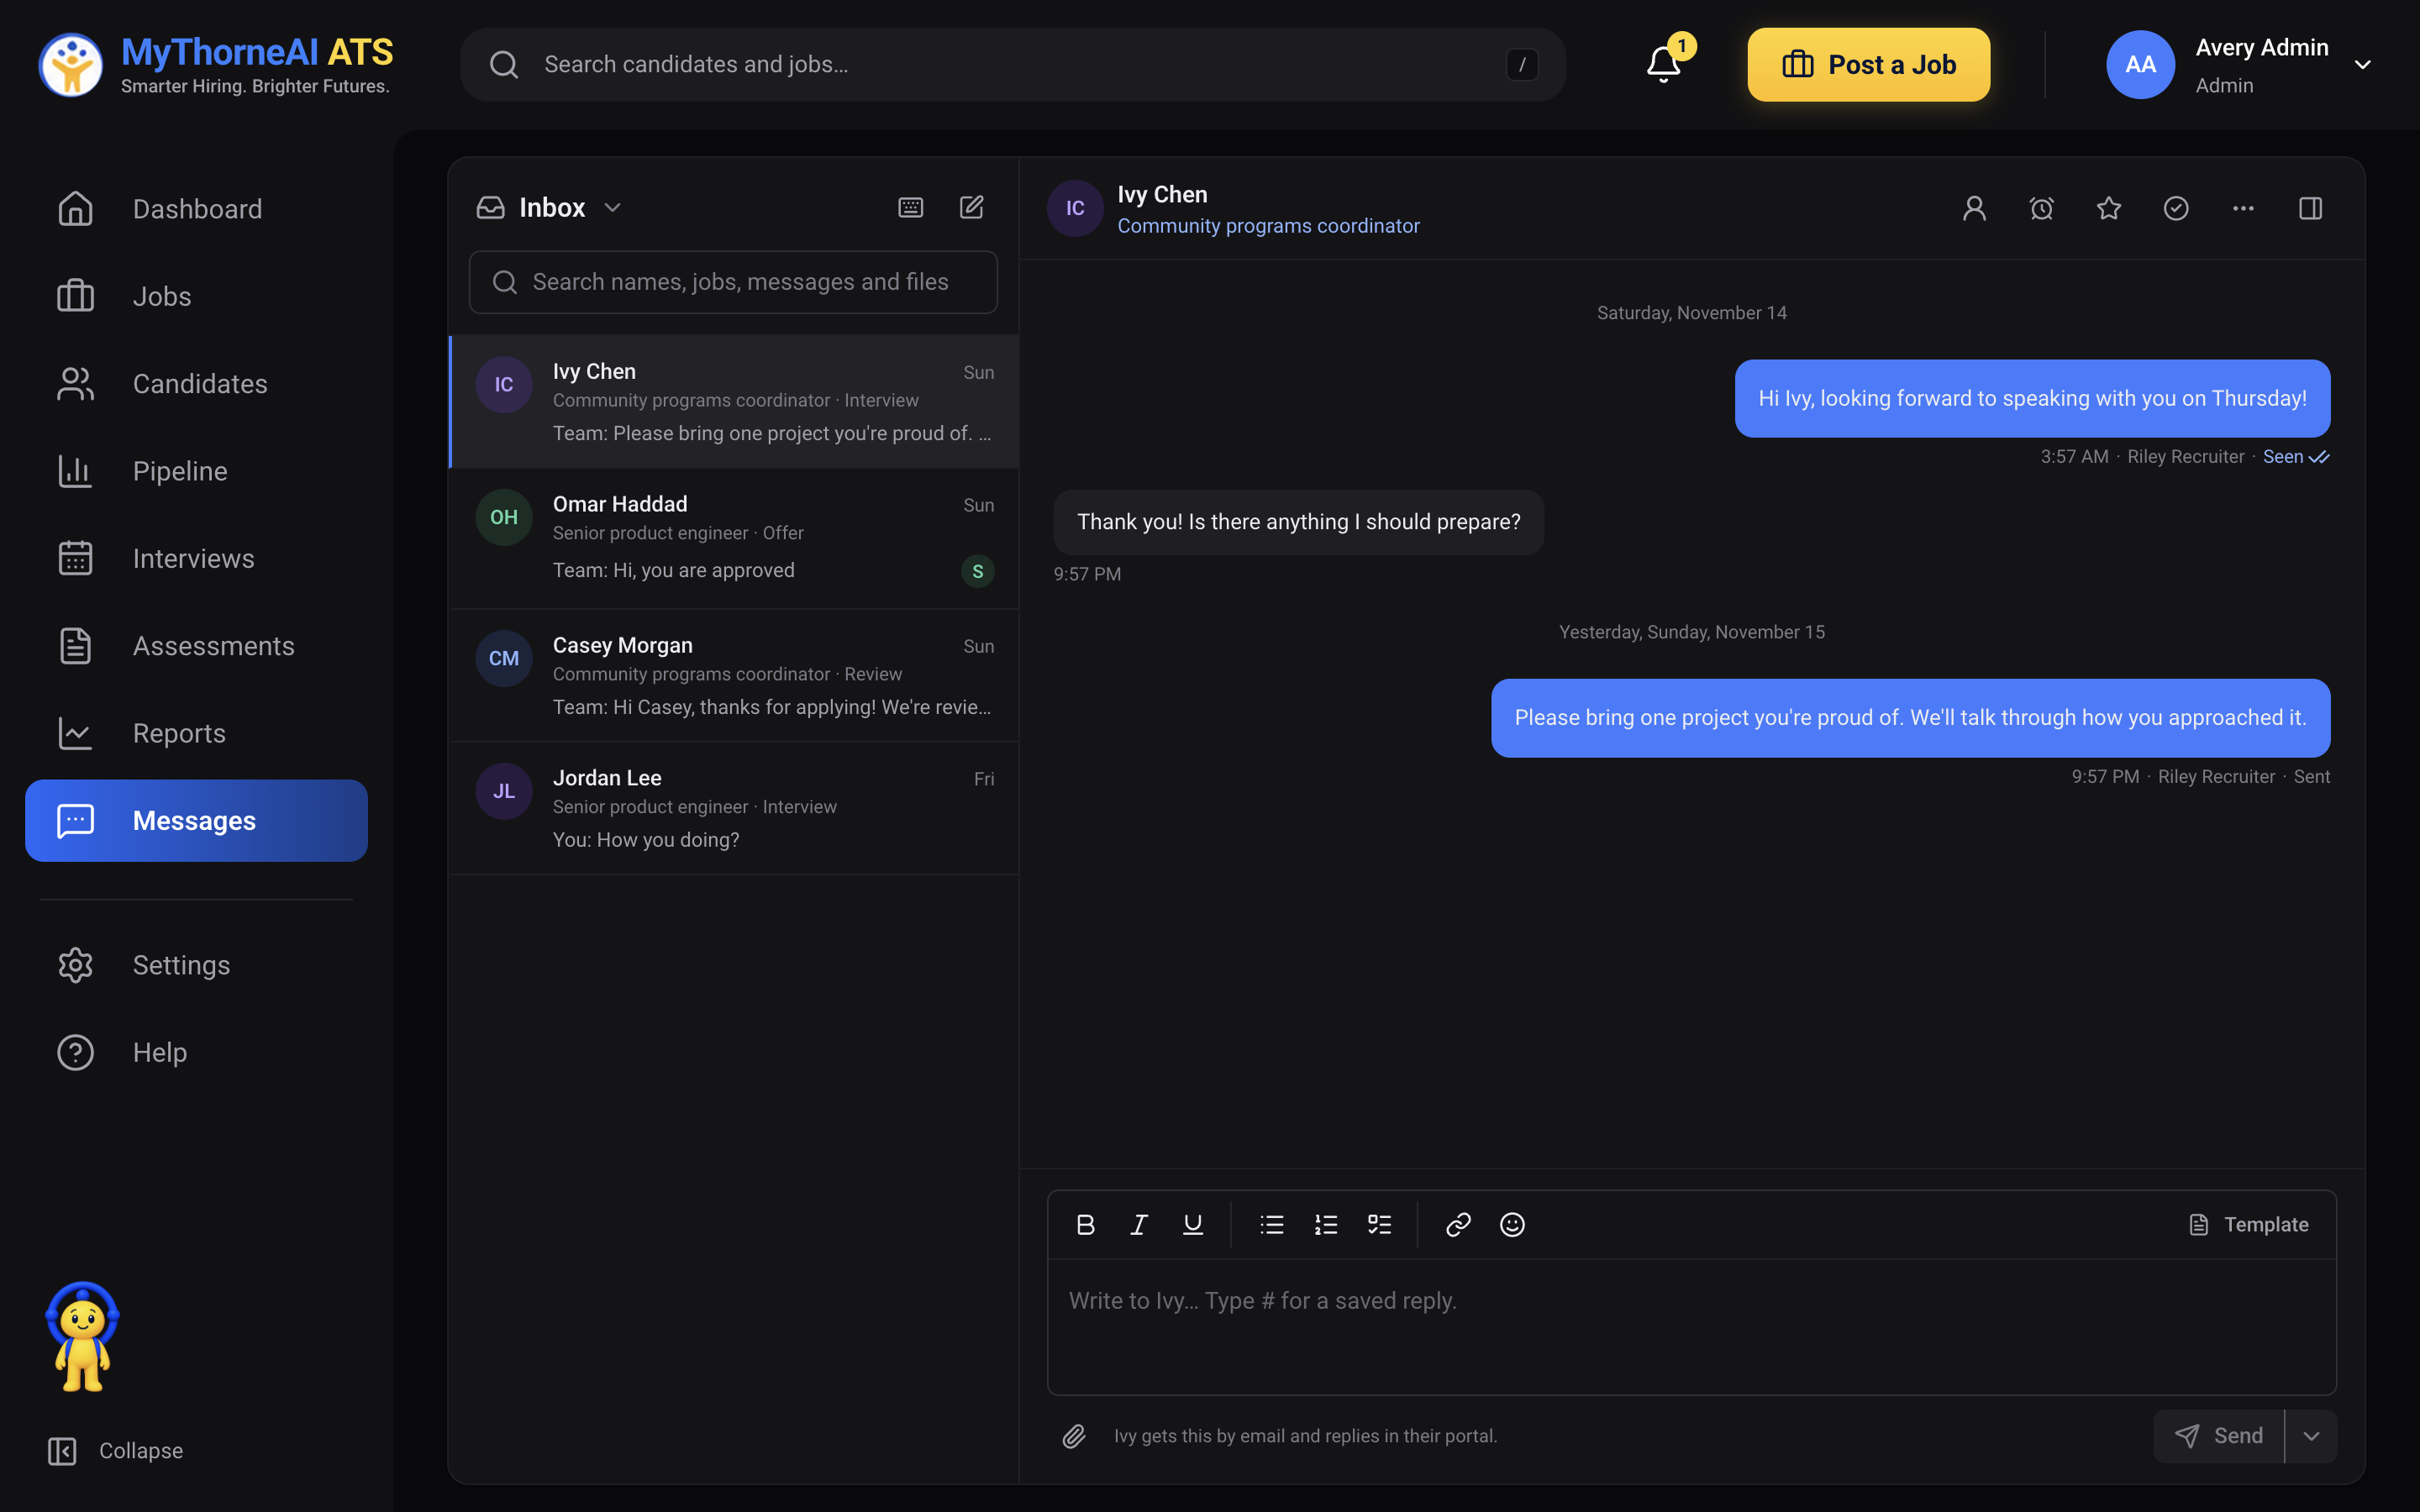 MyThorneAI ATS
Smarter Hiring. Brighter Futures.
Search candidates and jobs...
/
1
Post a Job
AA
Avery Admin
Admin
Dashboard
Jobs
Candidates
Pipeline
Interviews
Assessments
Reports
Messages
Settings
Help
Collapse
Inbox
Search names, jobs, messages and files
IC
Ivy Chen
Sun
Community programs coordinator · Interview
Team: Please bring one project you're proud of. ...
OH
Omar Haddad
Sun
Senior product engineer · Offer
Team: Hi, you are approved
S
CM
Casey Morgan
Sun
Community programs coordinator · Review
Team: Hi Casey, thanks for applying! We're revie...
JL
Jordan Lee
Fri
Senior product engineer · Interview
You: How you doing?
IC
Ivy Chen
Community programs coordinator
Saturday, November 14
Hi Ivy, looking forward to speaking with you on Thursday!
3:57 AM · Riley Recruiter · Seen
Thank you! Is there anything I should prepare?
9:57 PM
Yesterday, Sunday, November 15
Please bring one project you're proud of. We'll talk through how you approached it.
9:57 PM · Riley Recruiter · Sent
Template
Write to Ivy... Type # for a saved reply.
Ivy gets this by email and replies in their portal.
Send